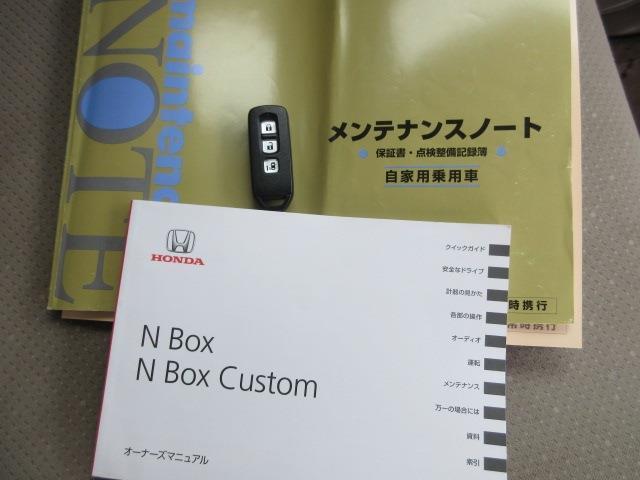 maintenance
NOTE
メンテナンスノート
保証書・点検整備記録簿
自家用乗用車
時携行
常時携行
HONDA
N Box
N Box Custom
オーナーズマニュアル
クイックガイド
安全なドライブ
計器の見かた
各部の操作
オーディオ
運転
メンテナンス
万一の場合には
資料
索引